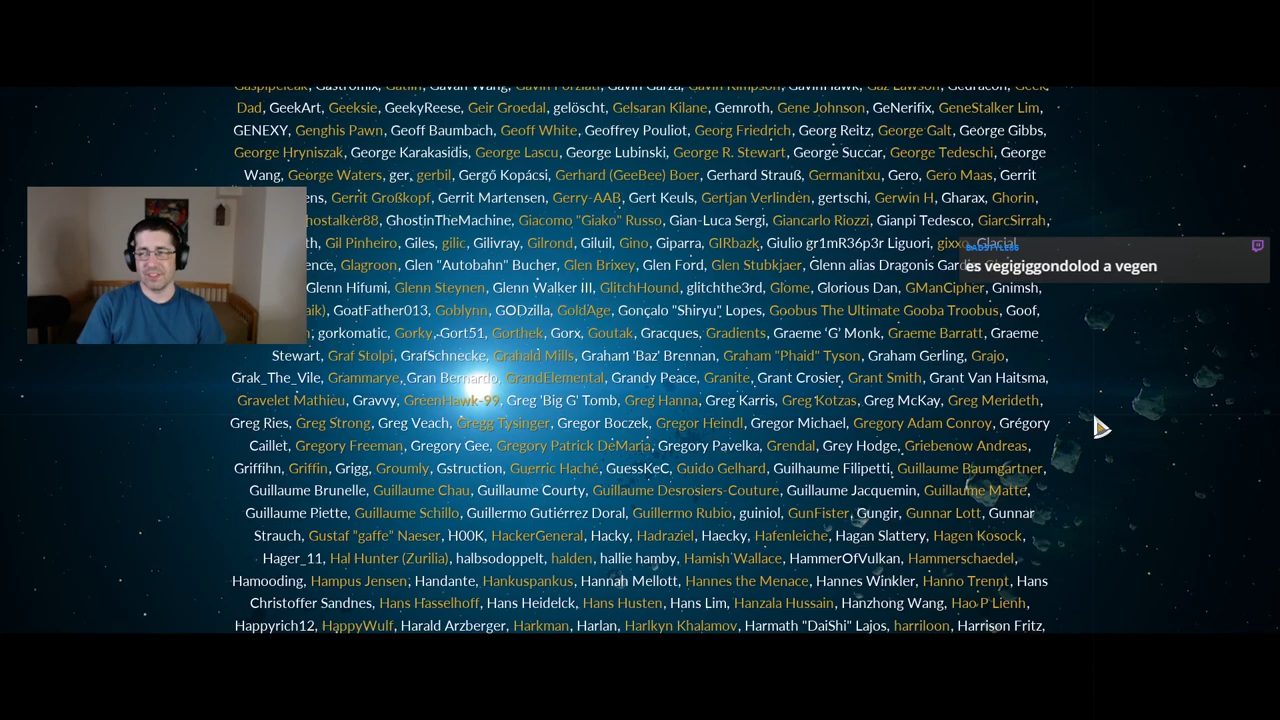 Dad, GeekArt, Geeksie, GeekyReese, Geir Groedal, gelöscht, Gelsaran Kilane, Gemroth, Gene Johnson, GeNerifix, GeneStalker Lim,
GENEXY, Genghis Pawn, Geoff Baumbach, Geoff White, Geoffrey Pouliot, Georg Friedrich, Georg Reitz, George Galt, George Gibbs,
George Hryniszak, George Karakasidis, George Lascu, George Lubinski, George R. Stewart, George Succar, George Tedeschi, George
Wang, George Waters, ger, gerbil, Gergő Kopácsi, Gerhard (GeeBee) Boer, Gerhard Strauß, Germanitxu, Gero, Gero Maas, Gerrit
Gerrit Großkopf, Gerrit Martensen, Gerry-AAB, Gert Keuls, Gertjan Verlinden, gertschi, Gerwin H, Gharax, Ghorin,
GhostinTheMachine, Giacomo "Giako" Russo, Gian-Luca Sergi, Giancarlo Riozzi, Gianpi Tedesco, GiarcSirrah,
Gil Pinheiro, Giles, gilic, Gilivray, Gilrond, Giluil, Gino, Giparra, GIRbazk, Giulio gr1mR36p3r Liguori,
BADSTYLE86
Glagroon, Glen "Autobahn" Bucher, Glen Brixey, Glen Ford, Glen Stubkjaer, Glenn alias Dragonis
es vegigiggondolod a vegen
Glenn Hifumi, Glenn Steynen, Glenn Walker III, GlitchHound, glitchthe3rd, Glome, Glorious Dan, GManCipher, Gnimsh,
GoatFather013, Goblynn, GODzilla, GoldAge, Gonçalo "Shiryu" Lopes, Goobus The Ultimate Gooba Troobus, Goof,
gorkomatic, Gorky, Gort51, Gorthek, Gorx, Goutak, Gracques, Gradients, Graeme 'G' Monk, Graeme Barratt, Graeme
Stewart, Graf Stolpi, GrafSchnecke, Grahald Mills, Graham 'Baz' Brennan, Graham "Phaid" Tyson, Graham Gerling, Grajo,
Grak_The_Vile, Grammarye, Gran Bernardo, GrandElemental, Grandy Peace, Granite, Grant Crosier, Grant Smith, Grant Van Haitsma,
Gravelet Mathieu, Gravvy, GreenHawk-99, Greg 'Big G' Tomb, Greg Hanna, Greg Karris, Greg Kotzas, Greg McKay, Greg Merideth,
Greg Ries, Greg Strong, Greg Veach, Gregg Tysinger, Gregor Boczek, Gregor Heindl, Gregor Michael, Gregory Adam Conroy, Grégory
Caillet, Gregory Freeman, Gregory Gee, Gregory Patrick DeMaria, Gregory Pavelka, Grendal, Grey Hodge, Griebenow Andreas,
Griffihn, Griffin, Grigg, Groumly, Gstruction, Guerric Haché, GuessKeC, Guido Gelhard, Guilhaume Filipetti, Guillaume Baumgartner,
Guillaume Brunelle, Guillaume Chau, Guillaume Courty, Guillaume Desrosiers-Couture, Guillaume Jacquemin, Guillaume Matte,
Guillaume Piette, Guillaume Schillo, Guillermo Gutiérrez Doral, Guillermo Rubio, guiniol, GunFister, Gungir, Gunnar Lott, Gunnar
Strauch, Gustaf "gaffe" Naeser, H00K, HackerGeneral, Hacky, Hadraziel, Haecky, Hafenleiche, Hagan Slattery, Hagen Kosock,
Hager_11, Hal Hunter (Zurilia), halbsodoppelt, halden, hallie hamby, Hamish Wallace, HammerOfVulkan, Hammerschaedel,
Hamooding, Hampus Jensen, Handante, Hankuspankus, Hannah Mellott, Hannes the Menace, Hannes Winkler, Hanno Trennt, Hans
Christoffer Sandnes, Hans Hasselhoff, Hans Heidelck, Hans Husten, Hans Lim, Hanzala Hussain, Hanzhong Wang, Hao P Lienh,
Happyrich12, HappyWulf, Harald Arzberger, Harkman, Harlan, Harlkyn Khalamov, Harmath "DaiShi" Lajos, harriloon, Harrison Fritz,